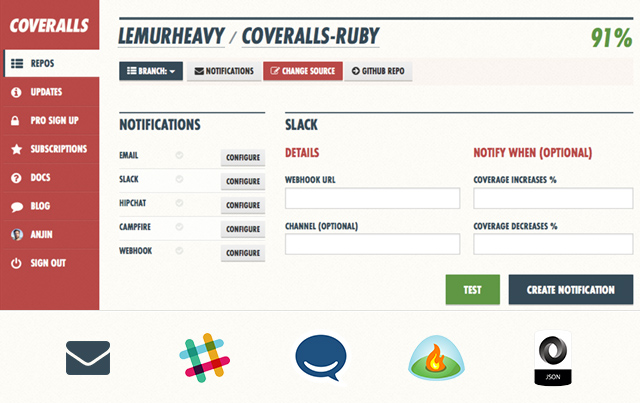 COVERALLS
REPOS
UPDATES
PRO SIGN UP
SUBSCRIPTIONS
DOCS
BLOG
ANJIN
SIGN OUT
LEMURHEAVY / COVERALLS-RUBY
91%
BRANCH:
NOTIFICATIONS
CHANGE SOURCE
GITHUB REPO
NOTIFICATIONS
EMAIL CONFIGURE
SLACK CONFIGURE
HIPCHAT CONFIGURE
CAMPFIRE CONFIGURE
WEBHOOK CONFIGURE
SLACK
DETAILS
WEBHOOK URL
CHANNEL (OPTIONAL)
NOTIFY WHEN (OPTIONAL)
COVERAGE INCREASES %
COVERAGE DECREASES %
TEST
CREATE NOTIFICATION
JSON